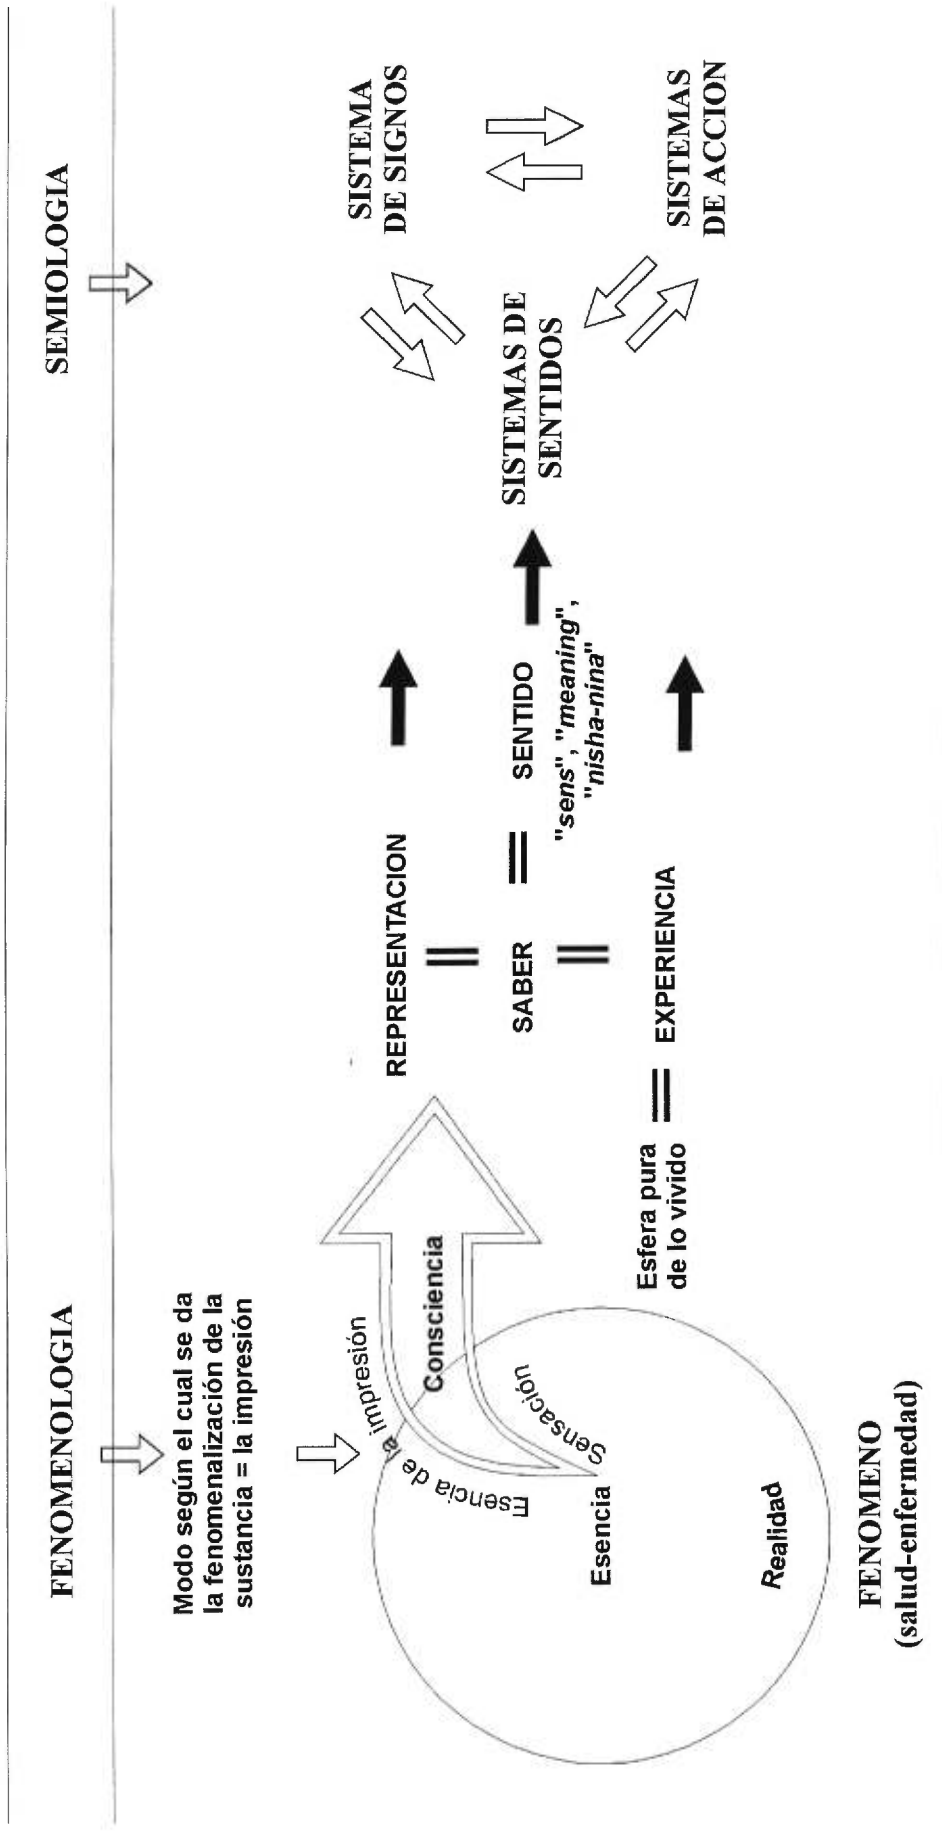 FENOMENOLOGIA
SEMIOLOGIA
Modo según el cual se da
la fenomenalización de la
sustancia = la impresión
Esencia de la impresión
Consciencia
Sensación
Esencia
Realidad
FENOMENO
(salud-enfermedad)
Esfera pura
de lo vivido
=
EXPERIENCIA
REPRESENTACION
=
SABER
=
=
SENTIDO
"sens", "meaning",
"nisha-nina"
SISTEMAS DE
SENTIDOS
SISTEMA
DE SIGNOS
SISTEMAS
DE ACCION